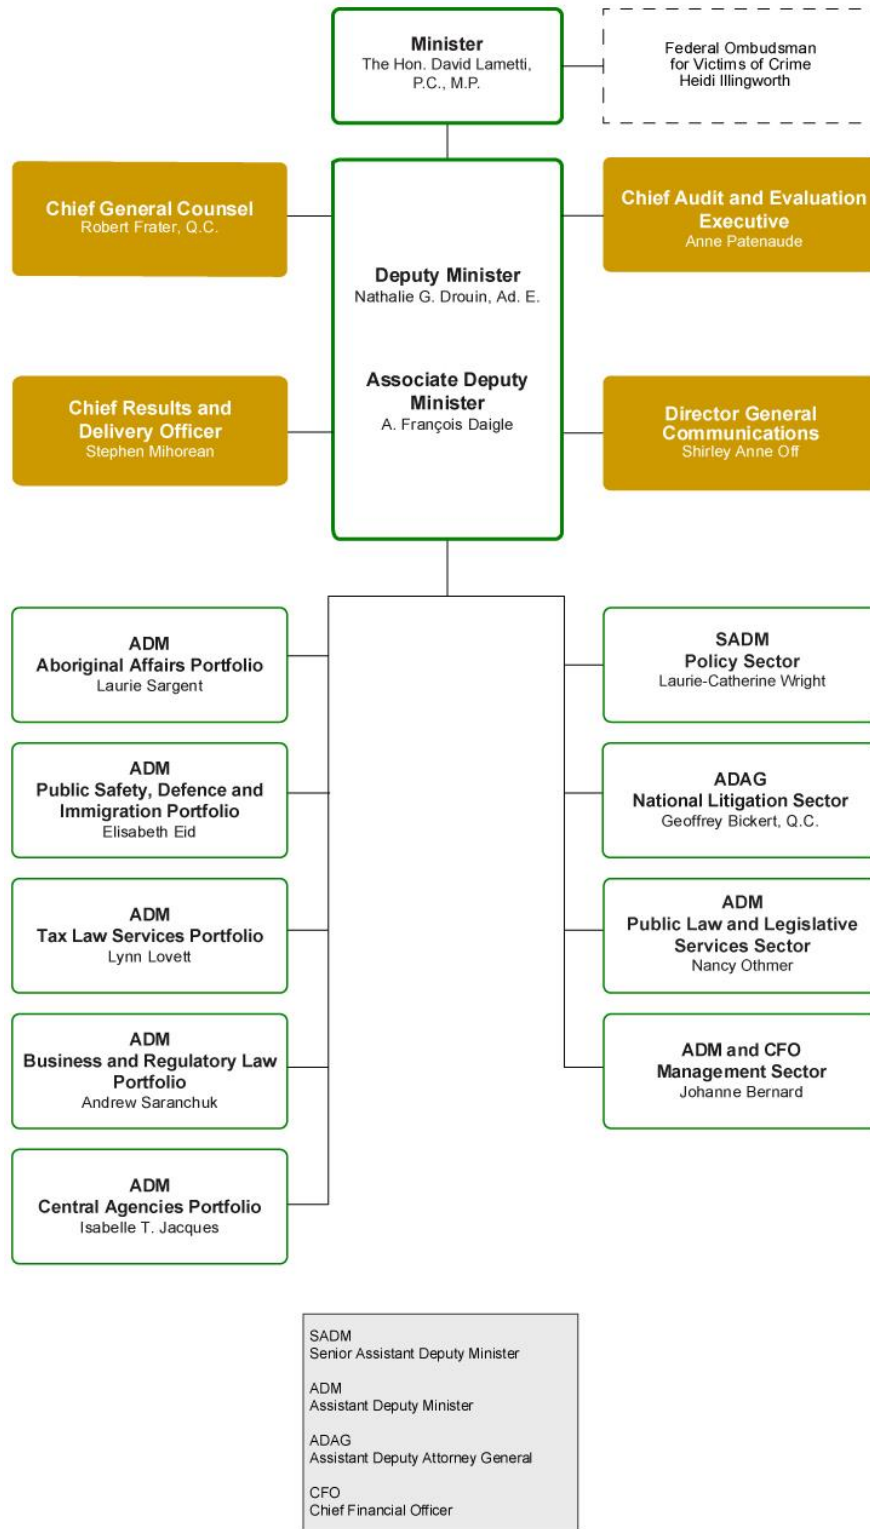 Minister
The Hon. David Lametti,
P.C., M.P.
Federal Ombudsman
for Victims of Crime
Heidi Illingworth
Chief General Counsel
Robert Frater, Q.C.
Chief Audit and Evaluation
Executive
Anne Patenaude
Deputy Minister
Nathalie G. Drouin, Ad. E.
Associate Deputy
Minister
A. François Daigle
Chief Results and
Delivery Officer
Stephen Mihorean
Director General
Communications
Shirley Anne Off
ADM
Aboriginal Affairs Portfolio
Laurie Sargent
SADM
Policy Sector
Laurie-Catherine Wright
ADM
Public Safety, Defence and
Immigration Portfolio
Elisabeth Eid
ADAG
National Litigation Sector
Geoffrey Bickert, Q.C.
ADM
Tax Law Services Portfolio
Lynn Lovett
ADM
Public Law and Legislative
Services Sector
Nancy Othmer
ADM
Business and Regulatory Law
Portfolio
Andrew Saranchuk
ADM and CFO
Management Sector
Johanne Bernard
ADM
Central Agencies Portfolio
Isabelle T. Jacques
SADM
Senior Assistant Deputy Minister
ADM
Assistant Deputy Minister
ADAG
Assistant Deputy Attorney General
CFO
Chief Financial Officer